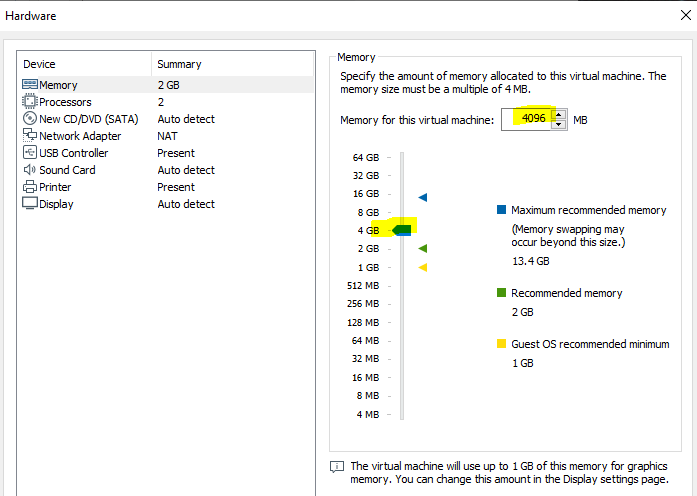 Hardware
Device Summary
Memory 2 GB
Processors 2
New CD/DVD (SATA) Auto detect
Network Adapter NAT
USB Controller Present
Sound Card Auto detect
Printer Present
Display Auto detect
Memory
Specify the amount of memory allocated to this virtual machine. The
memory size must be a multiple of 4 MB.
Memory for this virtual machine: 4096 MB
64 GB
32 GB
16 GB
8 GB
4 GB
2 GB
1 GB
512 MB
256 MB
128 MB
64 MB
32 MB
16 MB
8 MB
4 MB
Maximum recommended memory
(Memory swapping may
occur beyond this size.)
13.4 GB
Recommended memory
2 GB
Guest OS recommended minimum
1 GB
The virtual machine will use up to 1 GB of this memory for graphics
memory. You can change this amount in the Display settings page.